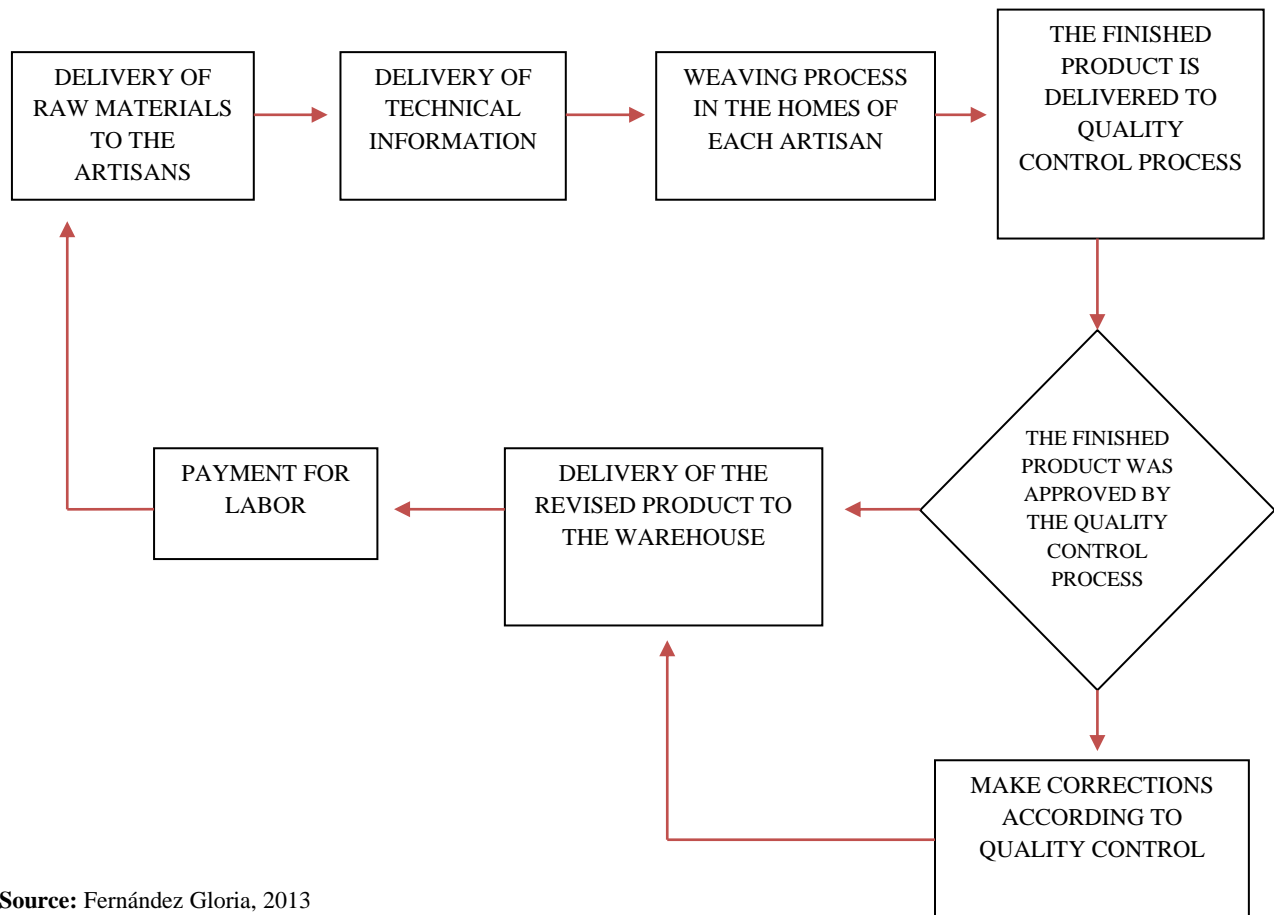 DELIVERY OF
RAW MATERIALS
TO THE
ARTISANS
DELIVERY OF
TECHNICAL
INFORMATION
WEAVING PROCESS
IN THE HOMES OF
EACH ARTISAN
THE FINISHED
PRODUCT IS
DELIVERED TO
QUALITY
CONTROL PROCESS
THE FINISHED
PRODUCT WAS
APPROVED BY
THE QUALITY
CONTROL
PROCESS
DELIVERY OF THE
REVISED PRODUCT TO
THE WAREHOUSE
PAYMENT FOR
LABOR
MAKE CORRECTIONS
ACCORDING TO
QUALITY CONTROL
Source: Fernández Gloria, 2013